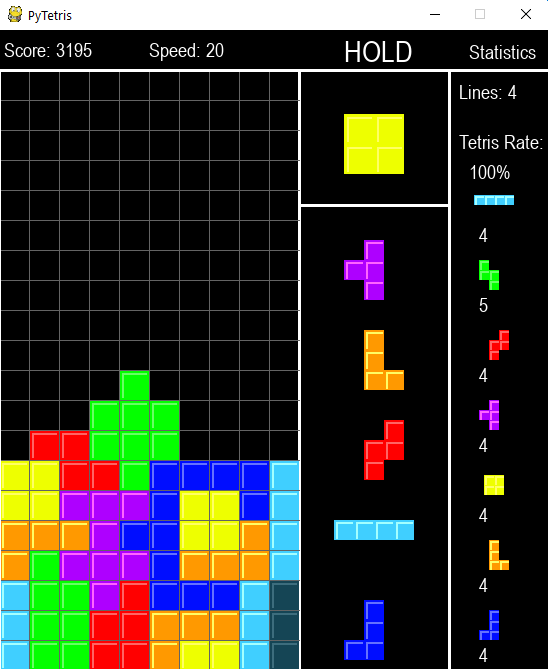 PyTetris
Score: 3195 Speed: 20
HOLD
Statistics
Lines: 4
Tetris Rate:
100%
4
5
4
4
4
4
4